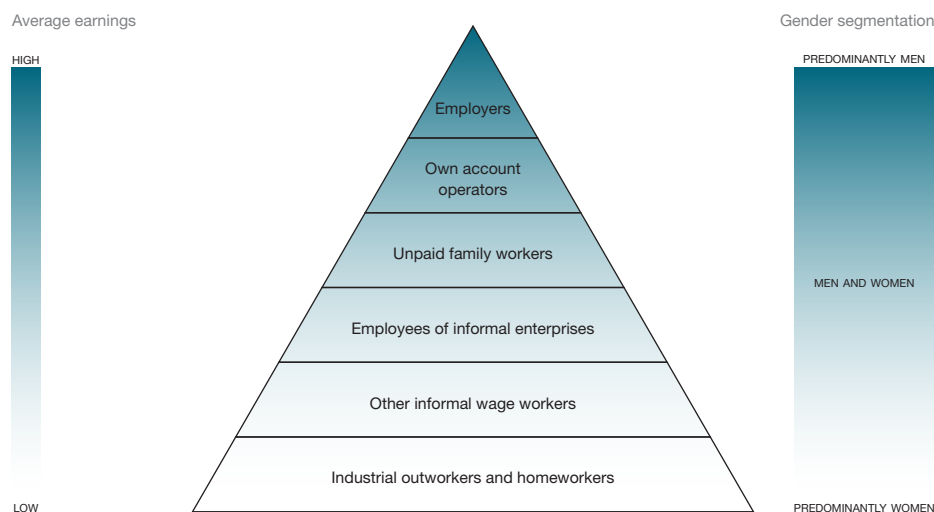 Average earnings
Gender segmentation
HIGH
PREDOMINANTLY MEN
Employers
Own account
operators
Unpaid family workers
MEN AND WOMEN
Employees of informal enterprises
Other informal wage workers
Industrial outworkers and homeworkers
LOW
PREDOMINANTLY WOMEN